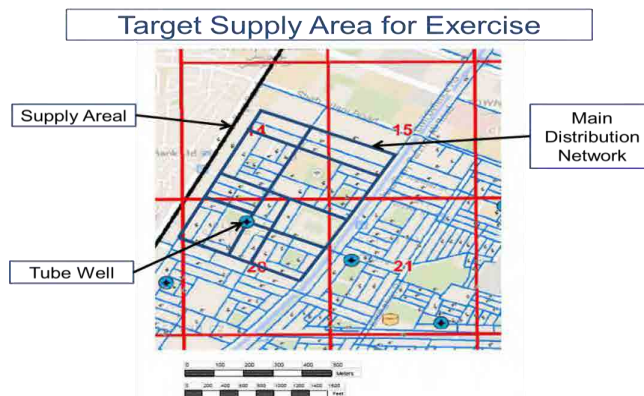 Target Supply Area for Exercise
Supply Areal
Main
Distribution
Network
14
15
Tube Well
20
21
0 100 200 300 400 500
Meters
0 200 400 600 800 1000 1200 1400 1600
Feet